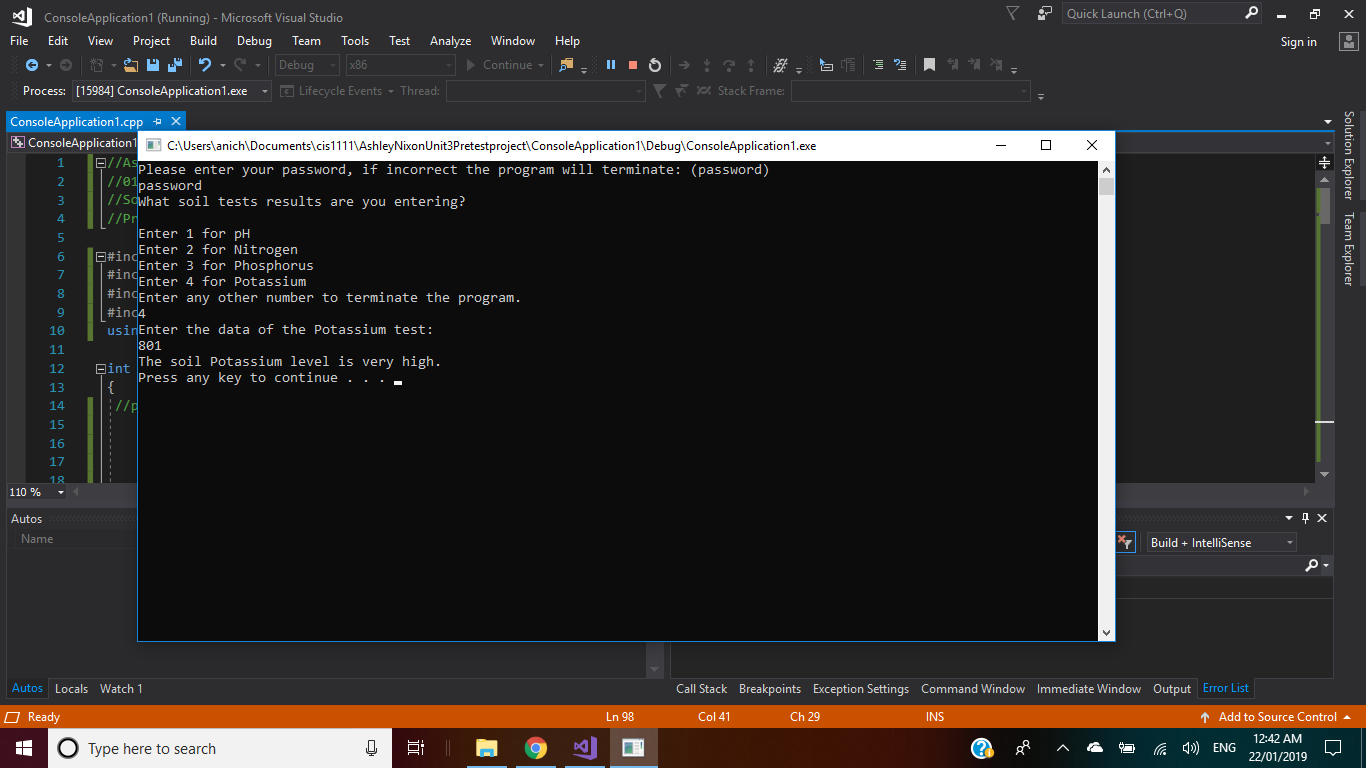 ConsoleApplication1 (Running) - Microsoft Visual Studio
Quick Launch (Ctrl+Q)
File Edit View Project Build Debug Team Tools Test Analyze Window Help
Sign in
Debug x86 Continue
Process: [15984] ConsoleApplication1.exe Lifecycle Events Thread: Stack Frame:
ConsoleApplication1.cpp
ConsoleApplication1
C:\Users\anich\Documents\cis1111\AshleyNixonUnit3Pretestproject\ConsoleApplication1\Debug\ConsoleApplication1.exe
Please enter your password, if incorrect the program will terminate: (password)
password
What soil tests results are you entering?
Enter 1 for pH
Enter 2 for Nitrogen
Enter 3 for Phosphorus
Enter 4 for Potassium
Enter any other number to terminate the program.
4
Enter the data of the Potassium test:
801
The soil Potassium level is very high.
Press any key to continue . . .
1 //As
2 //01
3 //So
4 //Pr
5
6 #inc
7 #inc
8 #inc
9 #inc
10 usin
11
12 int
13 {
14 //p
15
16
17
18
110 %
Solution Explorer
Team Explorer
Autos
Name
Build + IntelliSense
Autos Locals Watch 1
Call Stack Breakpoints Exception Settings Command Window Immediate Window Output Error List
Ready Ln 98 Col 41 Ch 29 INS Add to Source Control
Type here to search
ENG
12:42 AM
22/01/2019